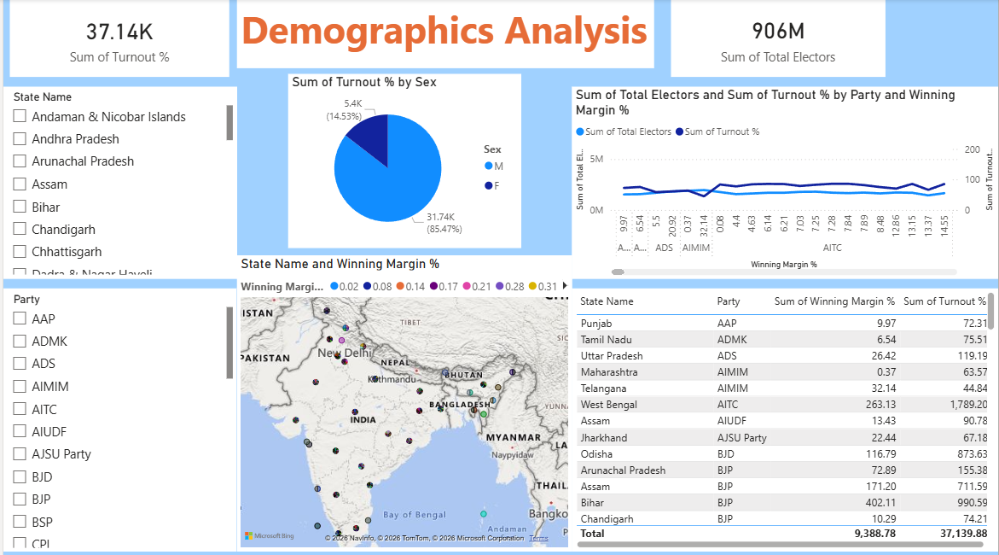 37.14K
Sum of Turnout %
Demographics Analysis
906M
Sum of Total Electors
State Name
Andaman & Nicobar Islands
Andhra Pradesh
Arunachal Pradesh
Assam
Bihar
Chandigarh
Chhattisgarh
Dadra & Nagar Haveli
Party
AAP
ADMK
ADS
AIMIM
AITC
AIUDF
AJSU Party
BJD
BJP
BSP
CPI
Sum of Turnout % by Sex
5.4K
(14.53%)
31.74K
(85.47%)
Sex
M
F
Sum of Total Electors and Sum of Turnout % by Party and Winning
Margin %
Sum of Total Electors Sum of Turnout %
Sum of Total El...
5M
0M
200
100
0
Sum of Turnout...
9.97 6.54 5.5 20.92 0.37 32.14 0.08 4.4 4.63 6.14 6.21 7.03 7.25 7.28 7.84 7.89 8.48 12.86 13.15 13.37 14.55
A... A... ADS AIMIM AITC
Winning Margin %
State Name and Winning Margin %
Winning Margi... 0.02 0.08 0.14 0.17 0.21 0.28 0.31
ISTAN
TIBET
PAKISTAN
New Delhi
NEPAL
Kathmandu
BHUTAN
BANGLADESH
YUNNA
INDIA
MYANMAR
LA
Naypyidaw
THAIL
Bangko
Bay of Bengal
Andaman
Microsoft Bing
© 2026 NavInfo, © 2026 TomTom, © 2026 Microsoft Corporation Terms
State Name Party Sum of Winning Margin % Sum of Turnout %
Punjab AAP 9.97 72.31
Tamil Nadu ADMK 6.54 75.51
Uttar Pradesh ADS 26.42 119.19
Maharashtra AIMIM 0.37 63.57
Telangana AIMIM 32.14 44.84
West Bengal AITC 263.13 1,789.20
Assam AIUDF 13.43 90.78
Jharkhand AJSU Party 22.44 67.18
Odisha BJD 116.79 873.63
Arunachal Pradesh BJP 72.89 155.38
Assam BJP 171.20 711.59
Bihar BJP 402.11 990.59
Chandigarh BJP 10.29 74.21
Total 9,388.78 37,139.88